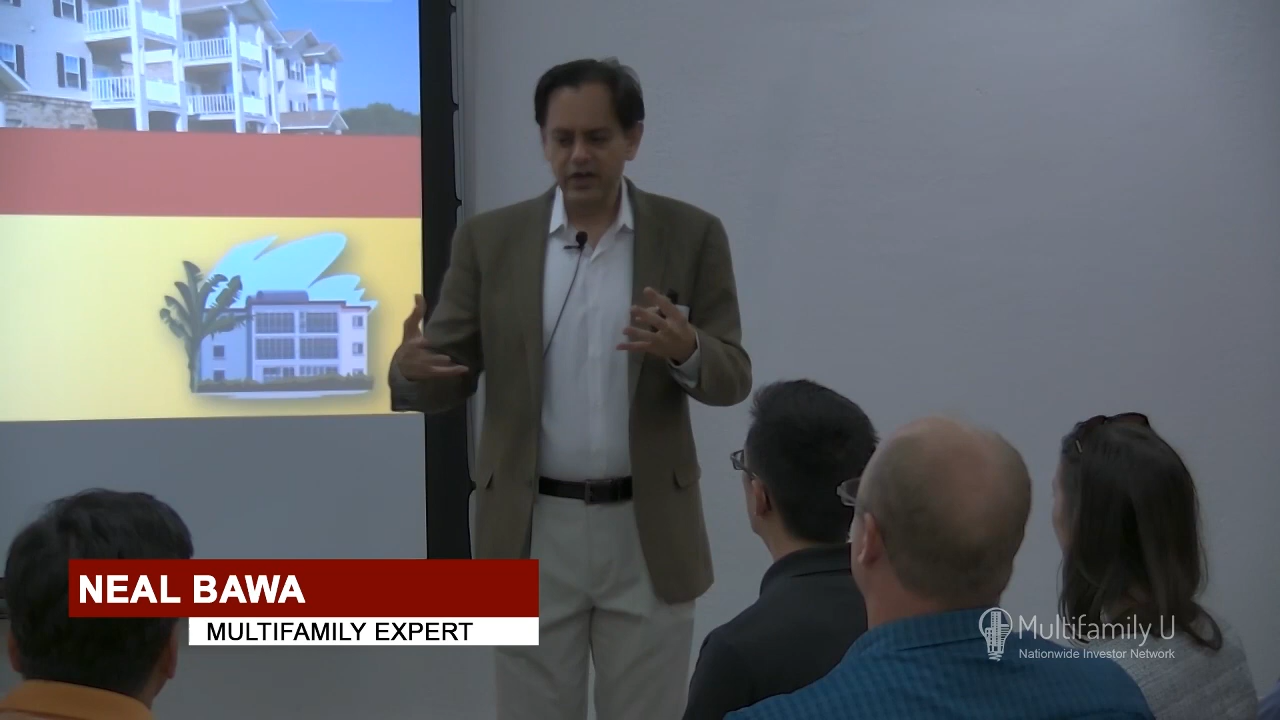 NEAL BAWA
MULTIFAMILY EXPERT
Multifamily U
Nationwide Investor Network